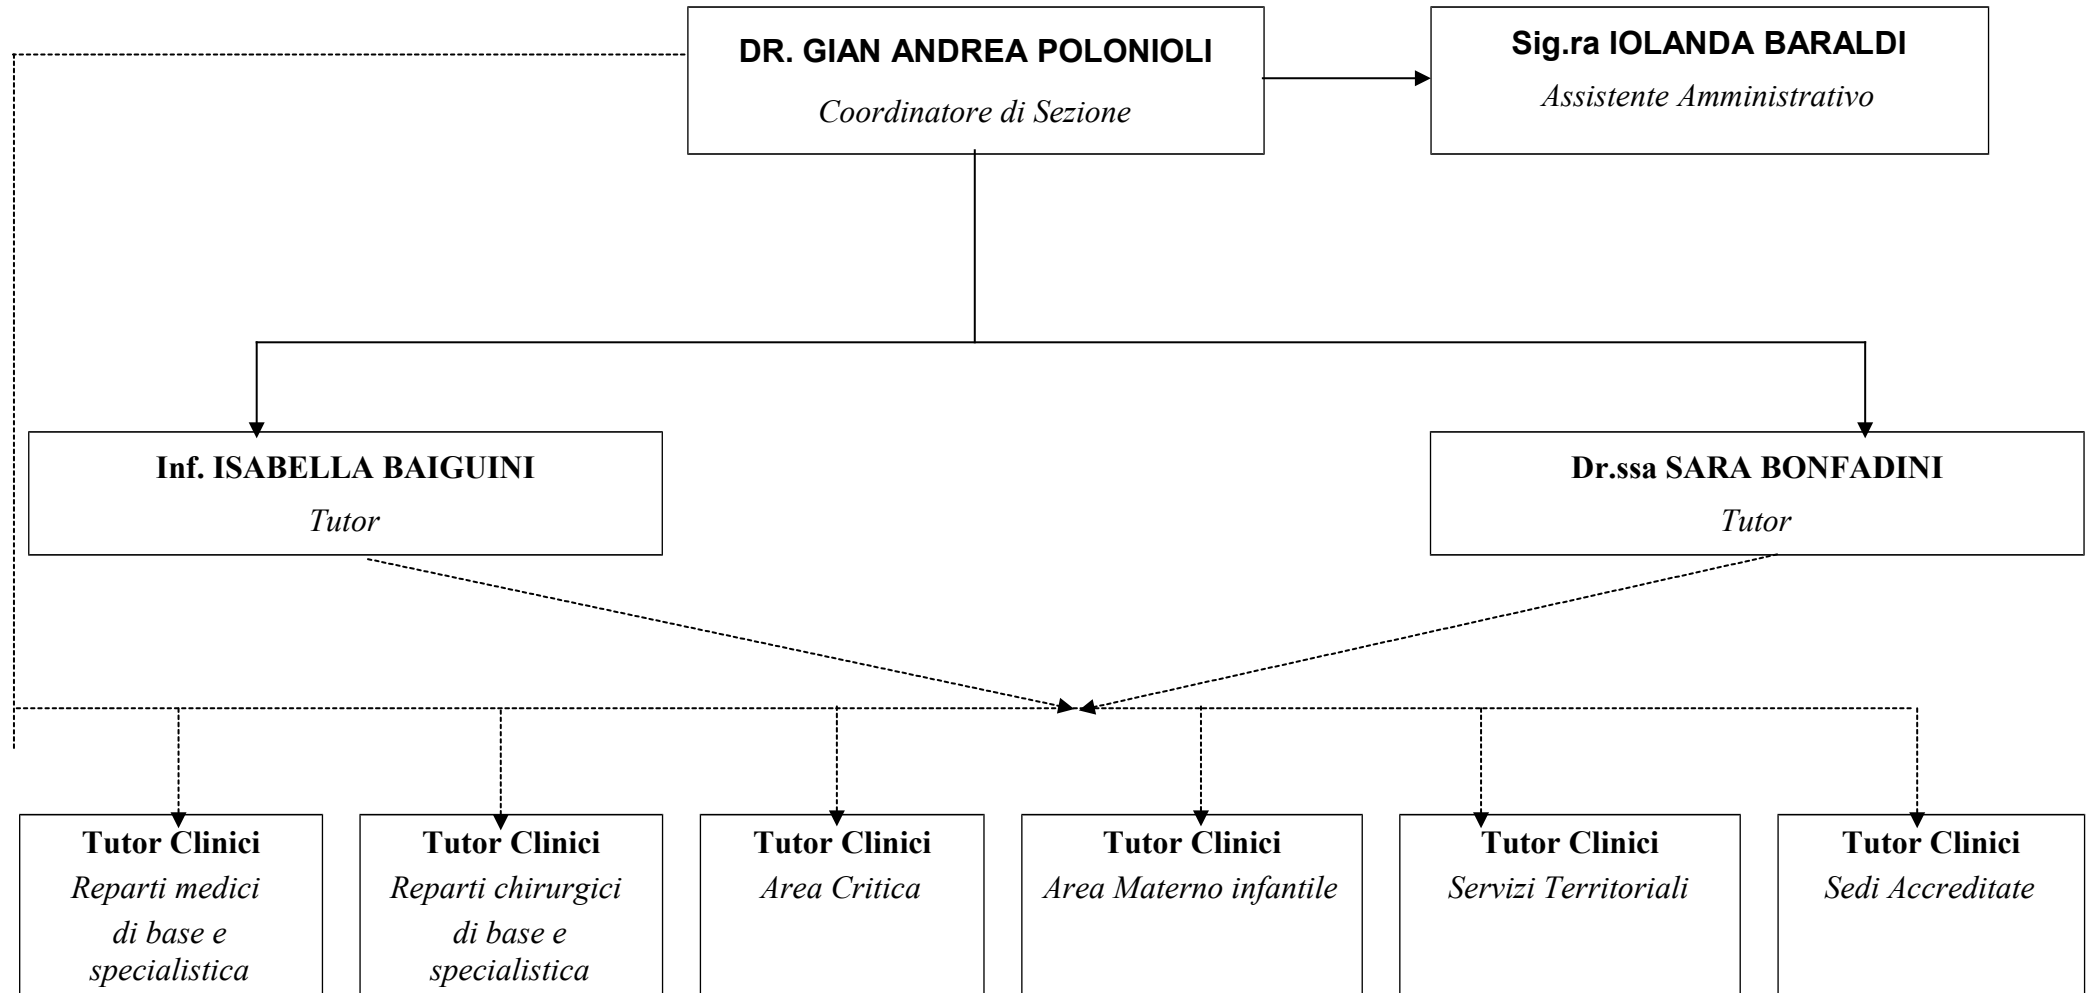 DR. GIAN ANDREA POLONIOLI
Coordinatore di Sezione
Sig.ra IOLANDA BARALDI
Assistente Amministrativo
Inf. ISABELLA BAIGUINI
Tutor
Dr.ssa SARA BONFADINI
Tutor
Tutor Clinici
Reparti medici
di base e
specialistica
Tutor Clinici
Reparti chirurgici
di base e
specialistica
Tutor Clinici
Area Critica
Tutor Clinici
Area Materno infantile
Tutor Clinici
Servizi Territoriali
Tutor Clinici
Sedi Accreditate